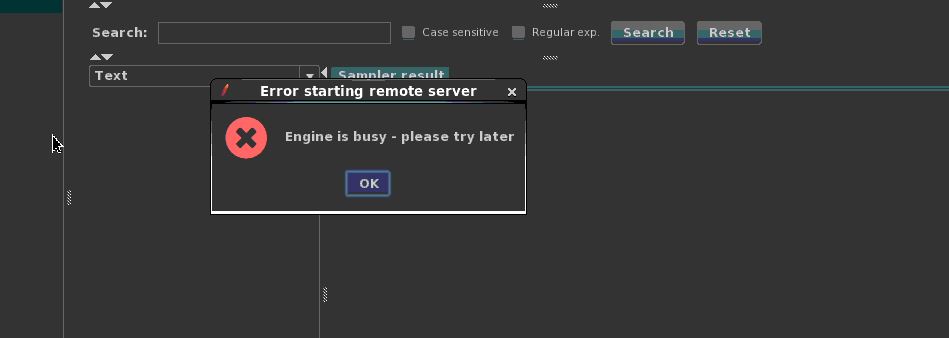 Search:
Case sensitive
Regular exp.
Search
Reset
Text
Sampler result
Error starting remote server
Engine is busy - please try later
OK